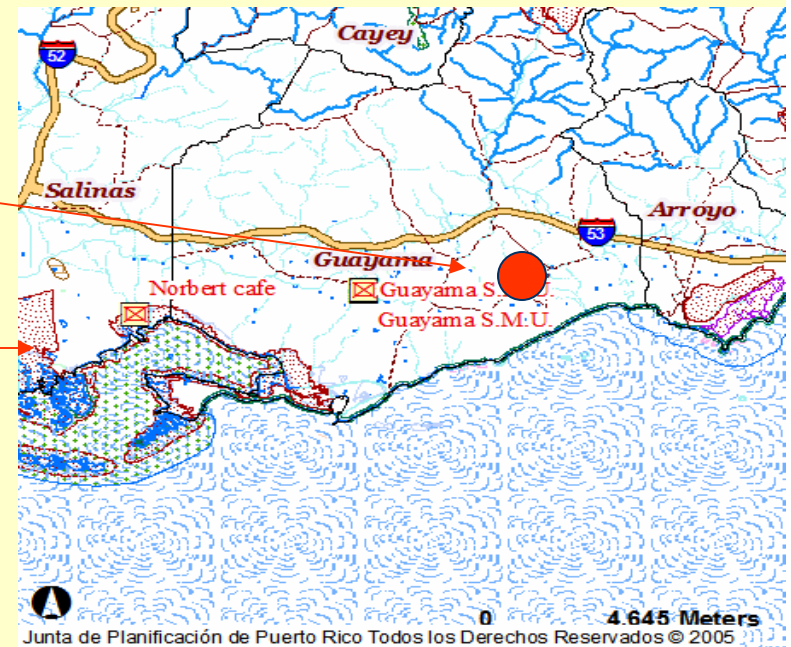 Cayey
52
Salinas
Arroyo
53
Guayama
Norbert cafe
Guayama S U
Guayama S.M.U
0 4.645 Meters
Junta de Planificación de Puerto Rico Todos los Derechos Reservados © 2005